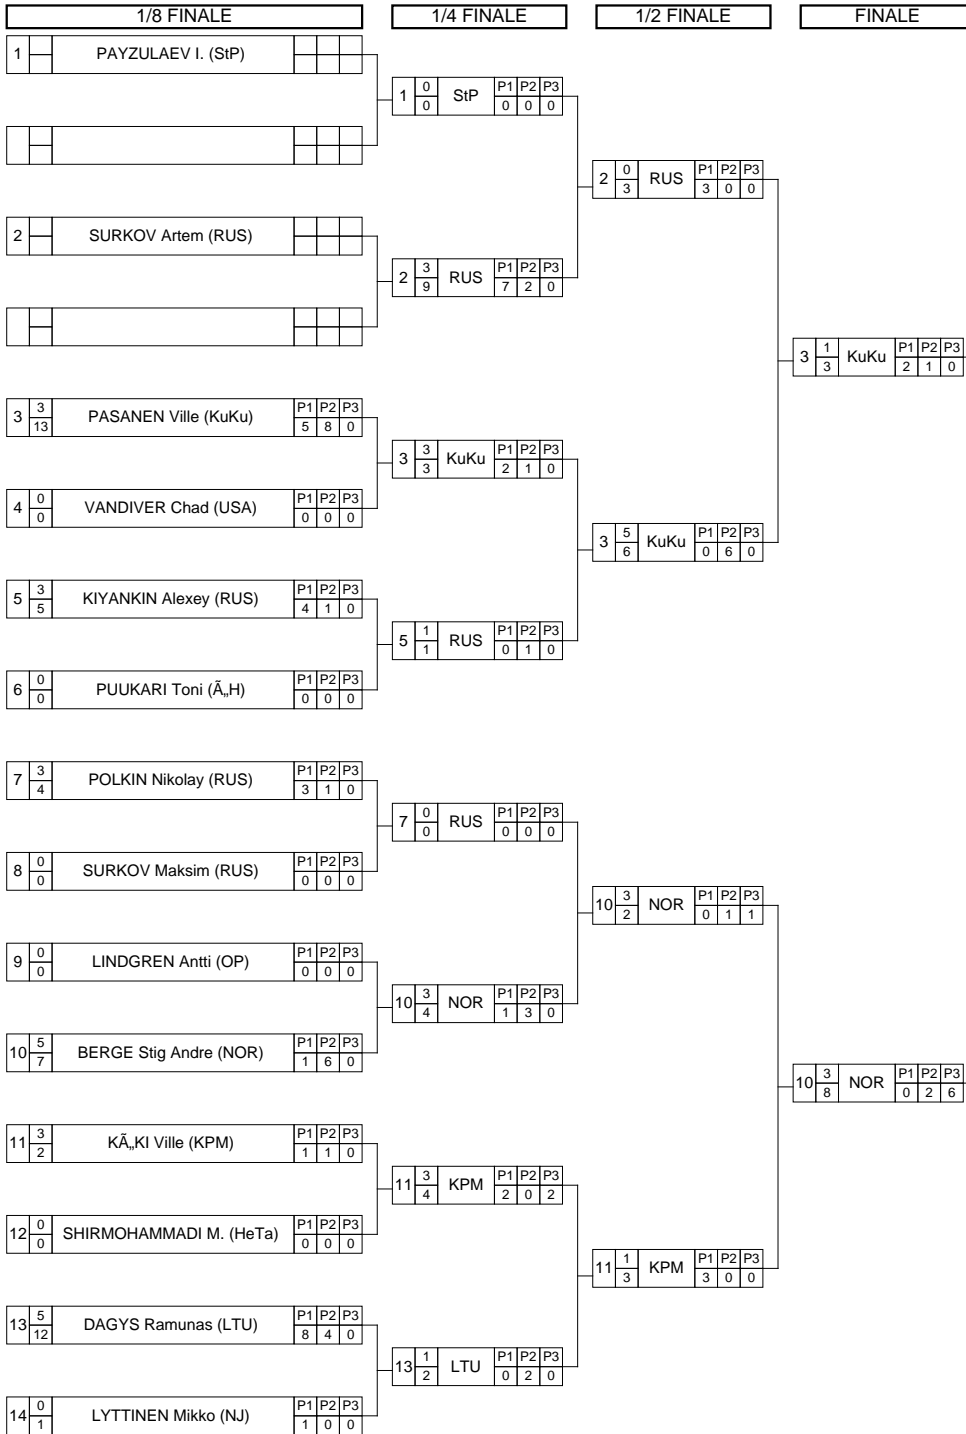 1/8 FINALE 1/4 FINALE 1/2 FINALE FINALE
1 PAYZULAEV I. (StP)
1 0 0 StP P1 P2 P3 0 0 0
2 0 3 RUS P1 P2 P3 3 0 0
2 SURKOV Artem (RUS)
2 3 9 RUS P1 P2 P3 7 2 0
3 1 3 KuKu P1 P2 P3 2 1 0
3 3 13 PASANEN Ville (KuKu) P1 P2 P3 5 8 0
3 3 3 KuKu P1 P2 P3 2 1 0
4 0 0 VANDIVER Chad (USA) P1 P2 P3 0 0 0
3 5 6 KuKu P1 P2 P3 0 6 0
5 3 5 KIYANKIN Alexey (RUS) P1 P2 P3 4 1 0
5 1 1 RUS P1 P2 P3 0 1 0
6 0 0 PUUKARI Toni (Ã„H) P1 P2 P3 0 0 0
7 3 4 POLKIN Nikolay (RUS) P1 P2 P3 3 1 0
7 0 0 RUS P1 P2 P3 0 0 0
8 0 0 SURKOV Maksim (RUS) P1 P2 P3 0 0 0
10 3 2 NOR P1 P2 P3 0 1 1
9 0 0 LINDGREN Antti (OP) P1 P2 P3 0 0 0
10 3 4 NOR P1 P2 P3 1 3 0
10 5 7 BERGE Stig Andre (NOR) P1 P2 P3 1 6 0
10 3 8 NOR P1 P2 P3 0 2 6
11 3 2 KÃ„KI Ville (KPM) P1 P2 P3 1 1 0
11 3 4 KPM P1 P2 P3 2 0 2
12 0 0 SHIRMOHAMMADI M. (HeTa) P1 P2 P3 0 0 0
11 1 3 KPM P1 P2 P3 3 0 0
13 5 12 DAGYS Ramunas (LTU) P1 P2 P3 8 4 0
13 1 2 LTU P1 P2 P3 0 2 0
14 0 1 LYTTINEN Mikko (NJ) P1 P2 P3 1 0 0